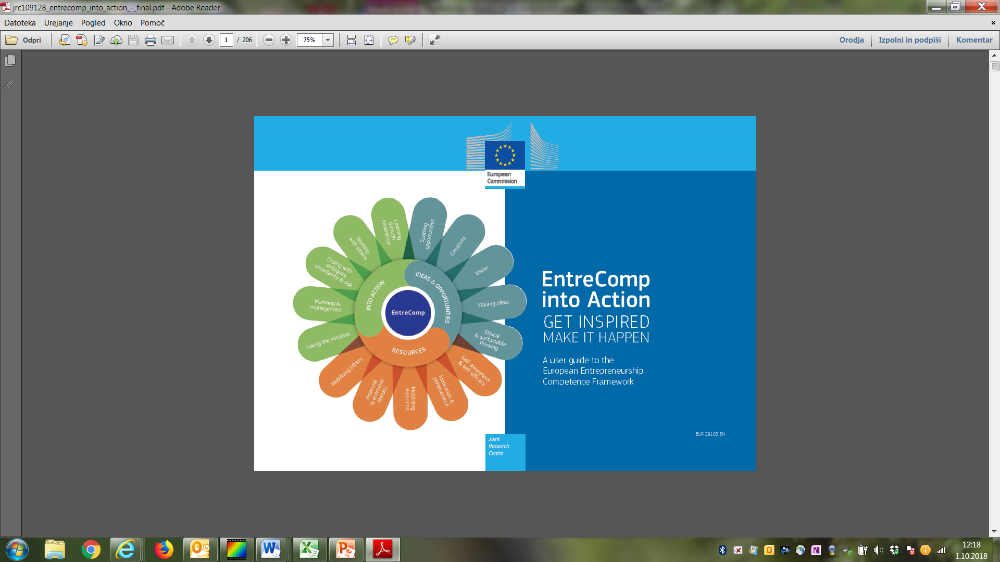 jrc109128_entrecomp_into_action_-_final.pdf - Adobe Reader
Datoteka Urejanje Pogled Okno Pomoč
Odpri 1 / 206 75% Orodja Izpolni in podpiši Komentar
European
Commission
Learning
through
experience
Spotting
opportunities
Working
with others
Creativity
Coping with
ambiguity,
uncertainty & risk
Vision
Planning &
management
Valuing ideas
Taking the initiative
Ethical
& sustainable
Thinking
INTO ACTION
IDEAS & OPPORTUNITIES
EntreComp
RESOURCES
Mobilising others
Financial
& economic
literacy
Mobilising
resources
Motivation &
perseverance
Self-awareness
& self efficacy
EntreComp
into Action
GET INSPIRED
MAKE IT HAPPEN
A user guide to the
European Entrepreneurship
Competence Framework
EUR 29105 EN
Joint
Research
Centre
12:18
1.10.2018